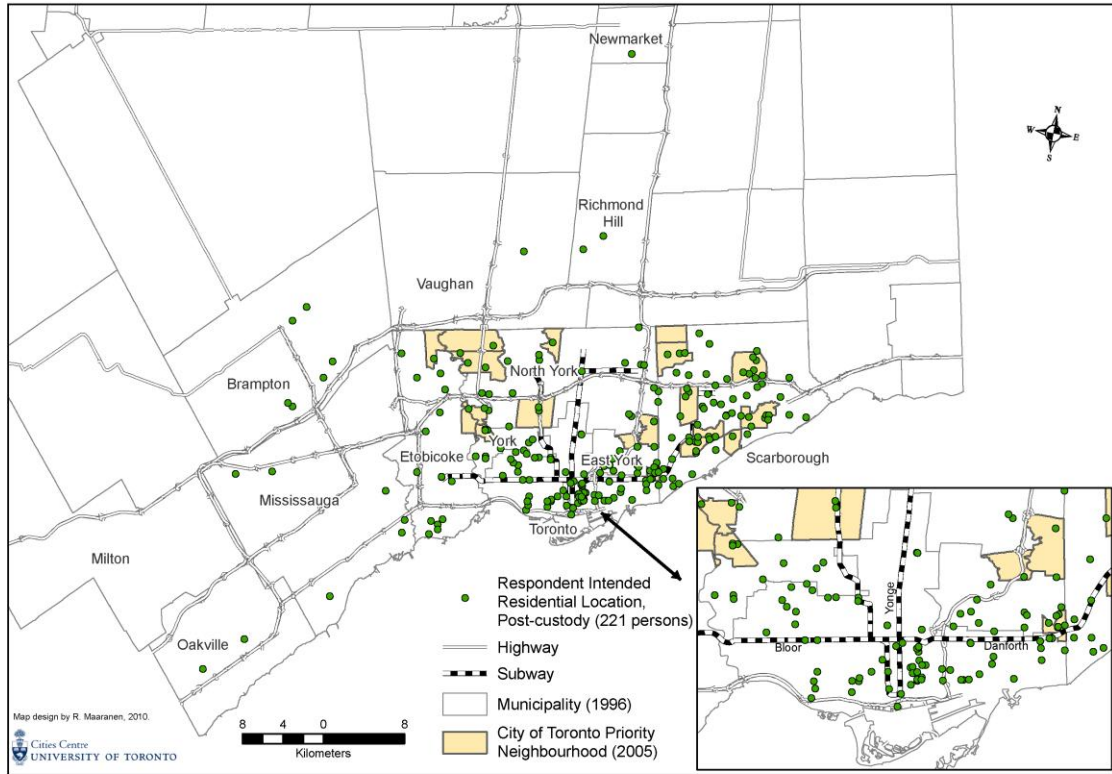 Newmarket
N
W E
S
Richmond
Hill
Vaughan
North York
Brampton
York
Etobicoke
East York
Scarborough
Mississauga
Toronto
Milton
Oakville
Respondent Intended
Residential Location,
Post-custody (221 persons)
Highway
Subway
Municipality (1996)
City of Toronto Priority
Neighbourhood (2005)
Yonge
Bloor
Danforth
Map design by R. Maaranen, 2010.
Cities Centre
UNIVERSITY OF TORONTO
8 4 0 8
Kilometers